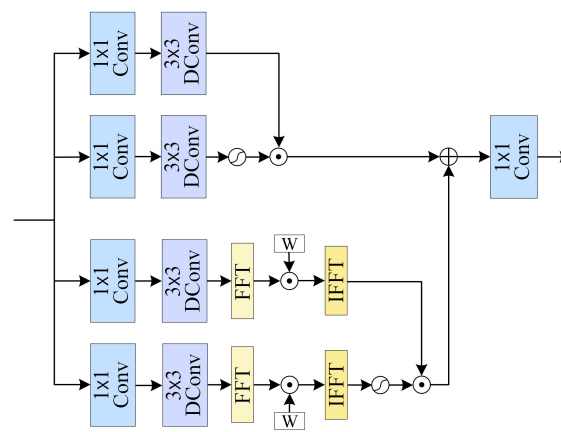 1x1
Conv
3x3
DConv
1x1
Conv
3x3
DConv
1x1
Conv
1x1
Conv
3x3
DConv
FFT
W
IFFT
1x1
Conv
3x3
DConv
FFT
W
IFFT